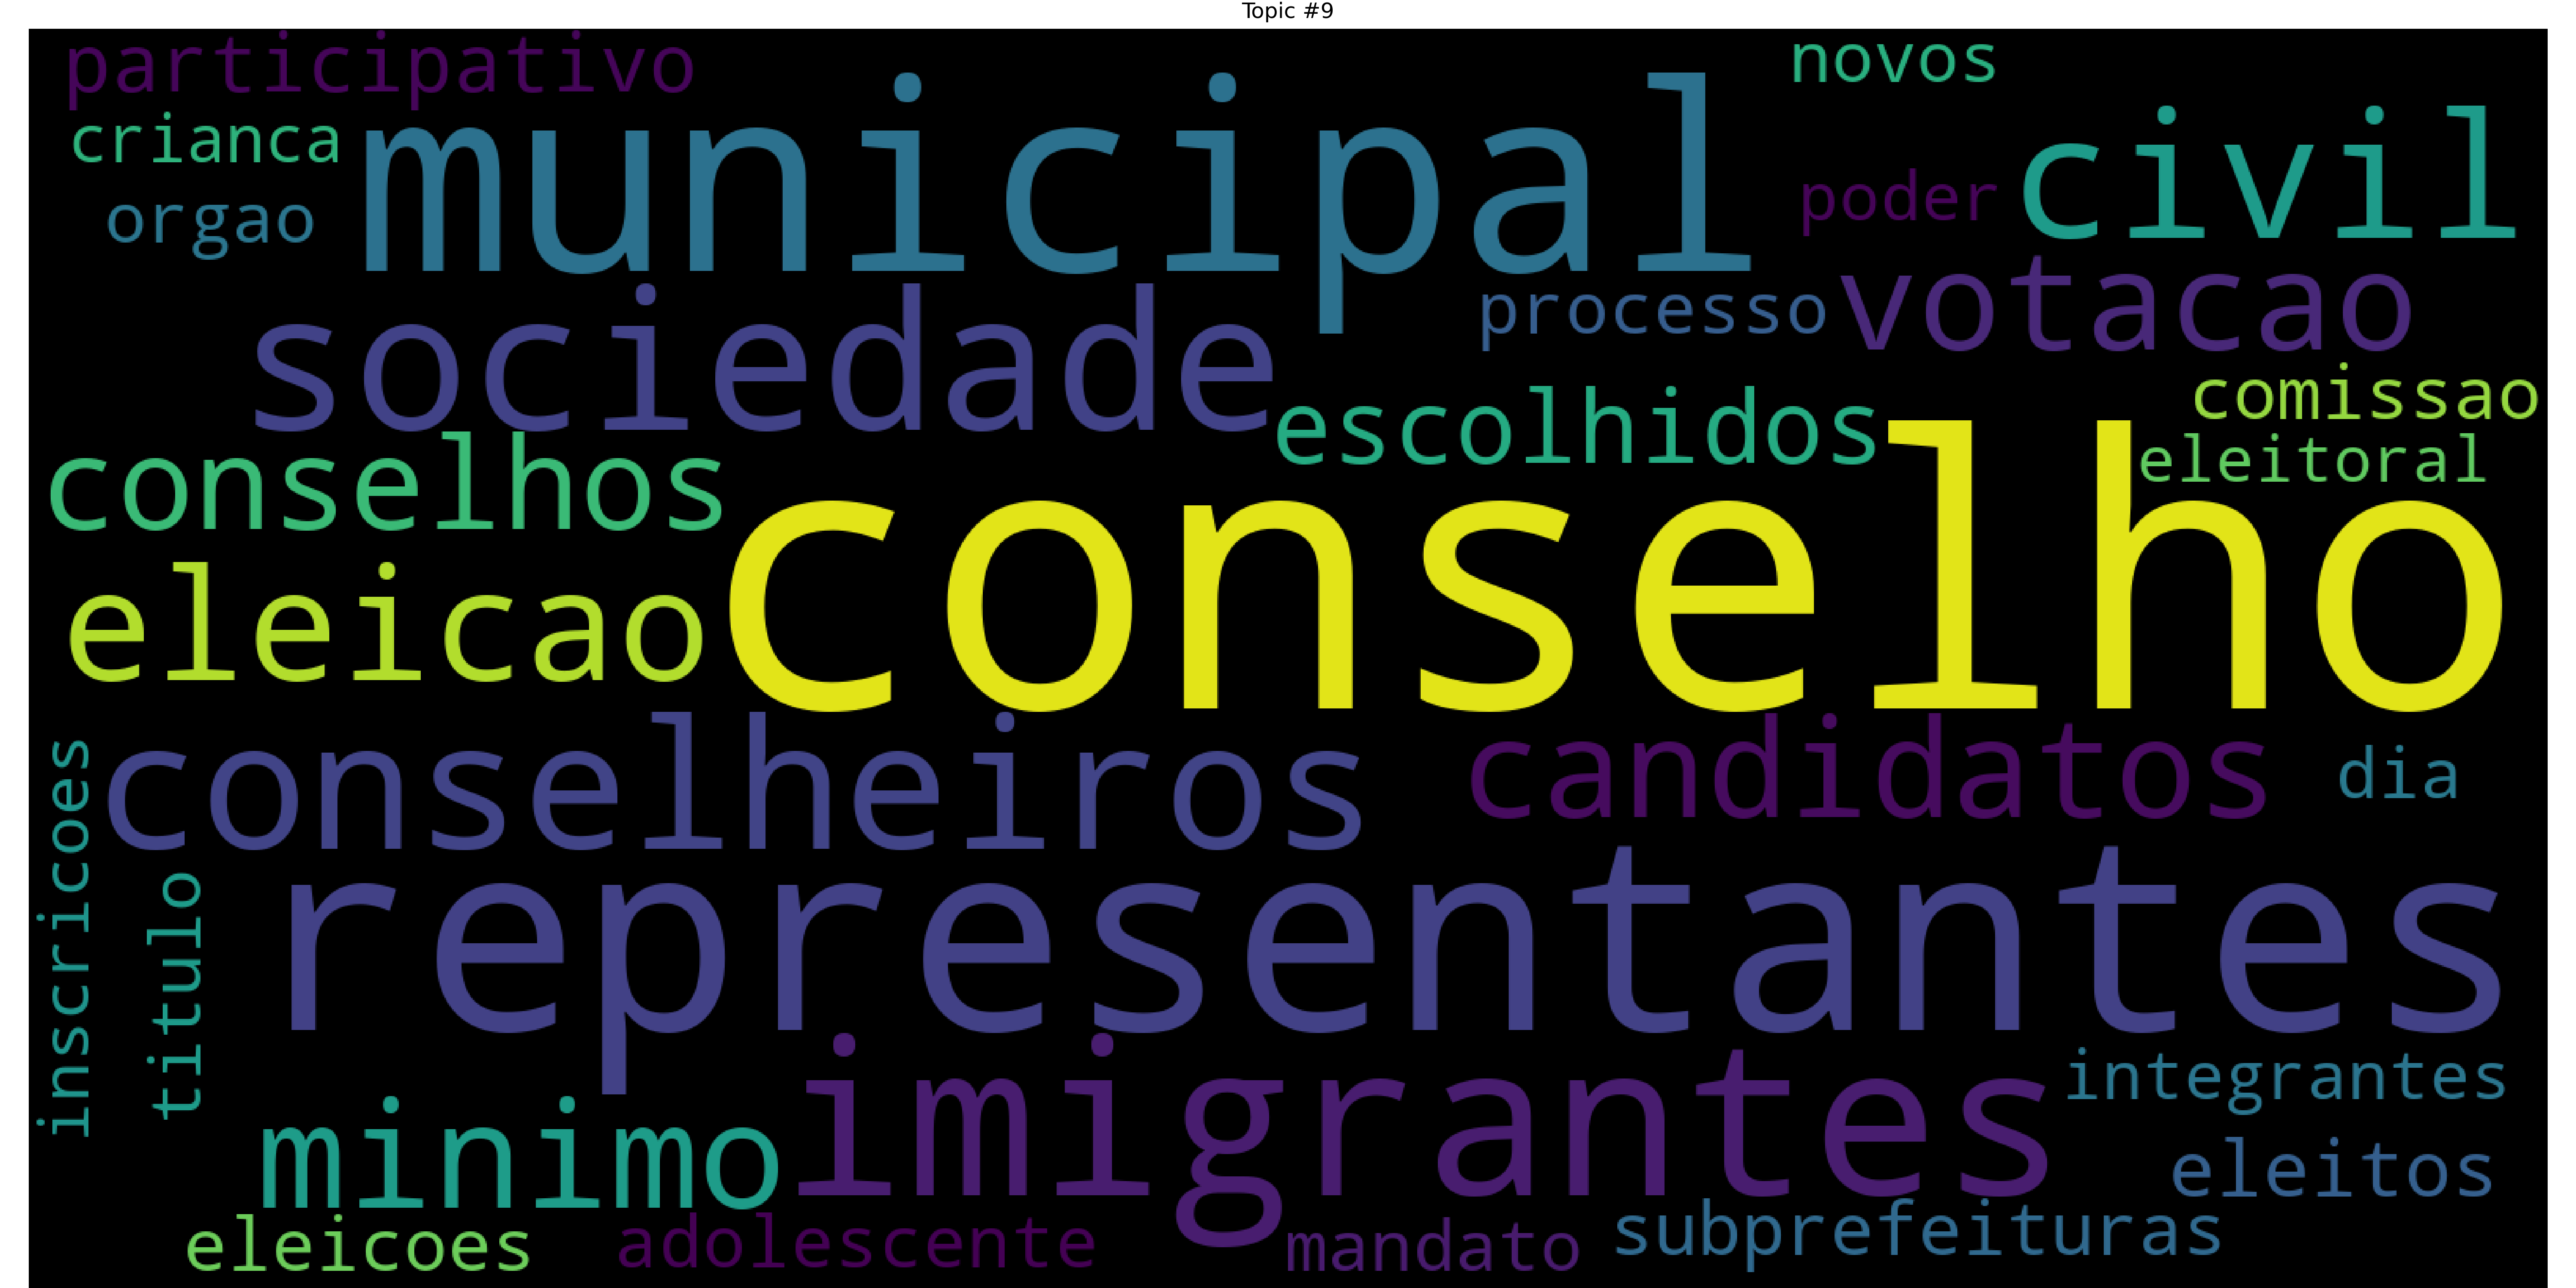 Topic #9
participativo
novos
crianca
municipal
civil
orgao
poder
sociedade
processo
votacao
escolhidos
comissao
conselhos
eleitoral
conselho
eleicao
conselheiros
candidatos
dia
inscricoes
titulo
representantes
imigrantes
integrantes
minimo
eleitos
eleicoes
adolescente
mandato
subprefeituras